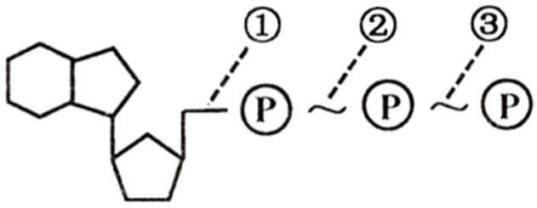 ① ② ③
P ~ P ~ P